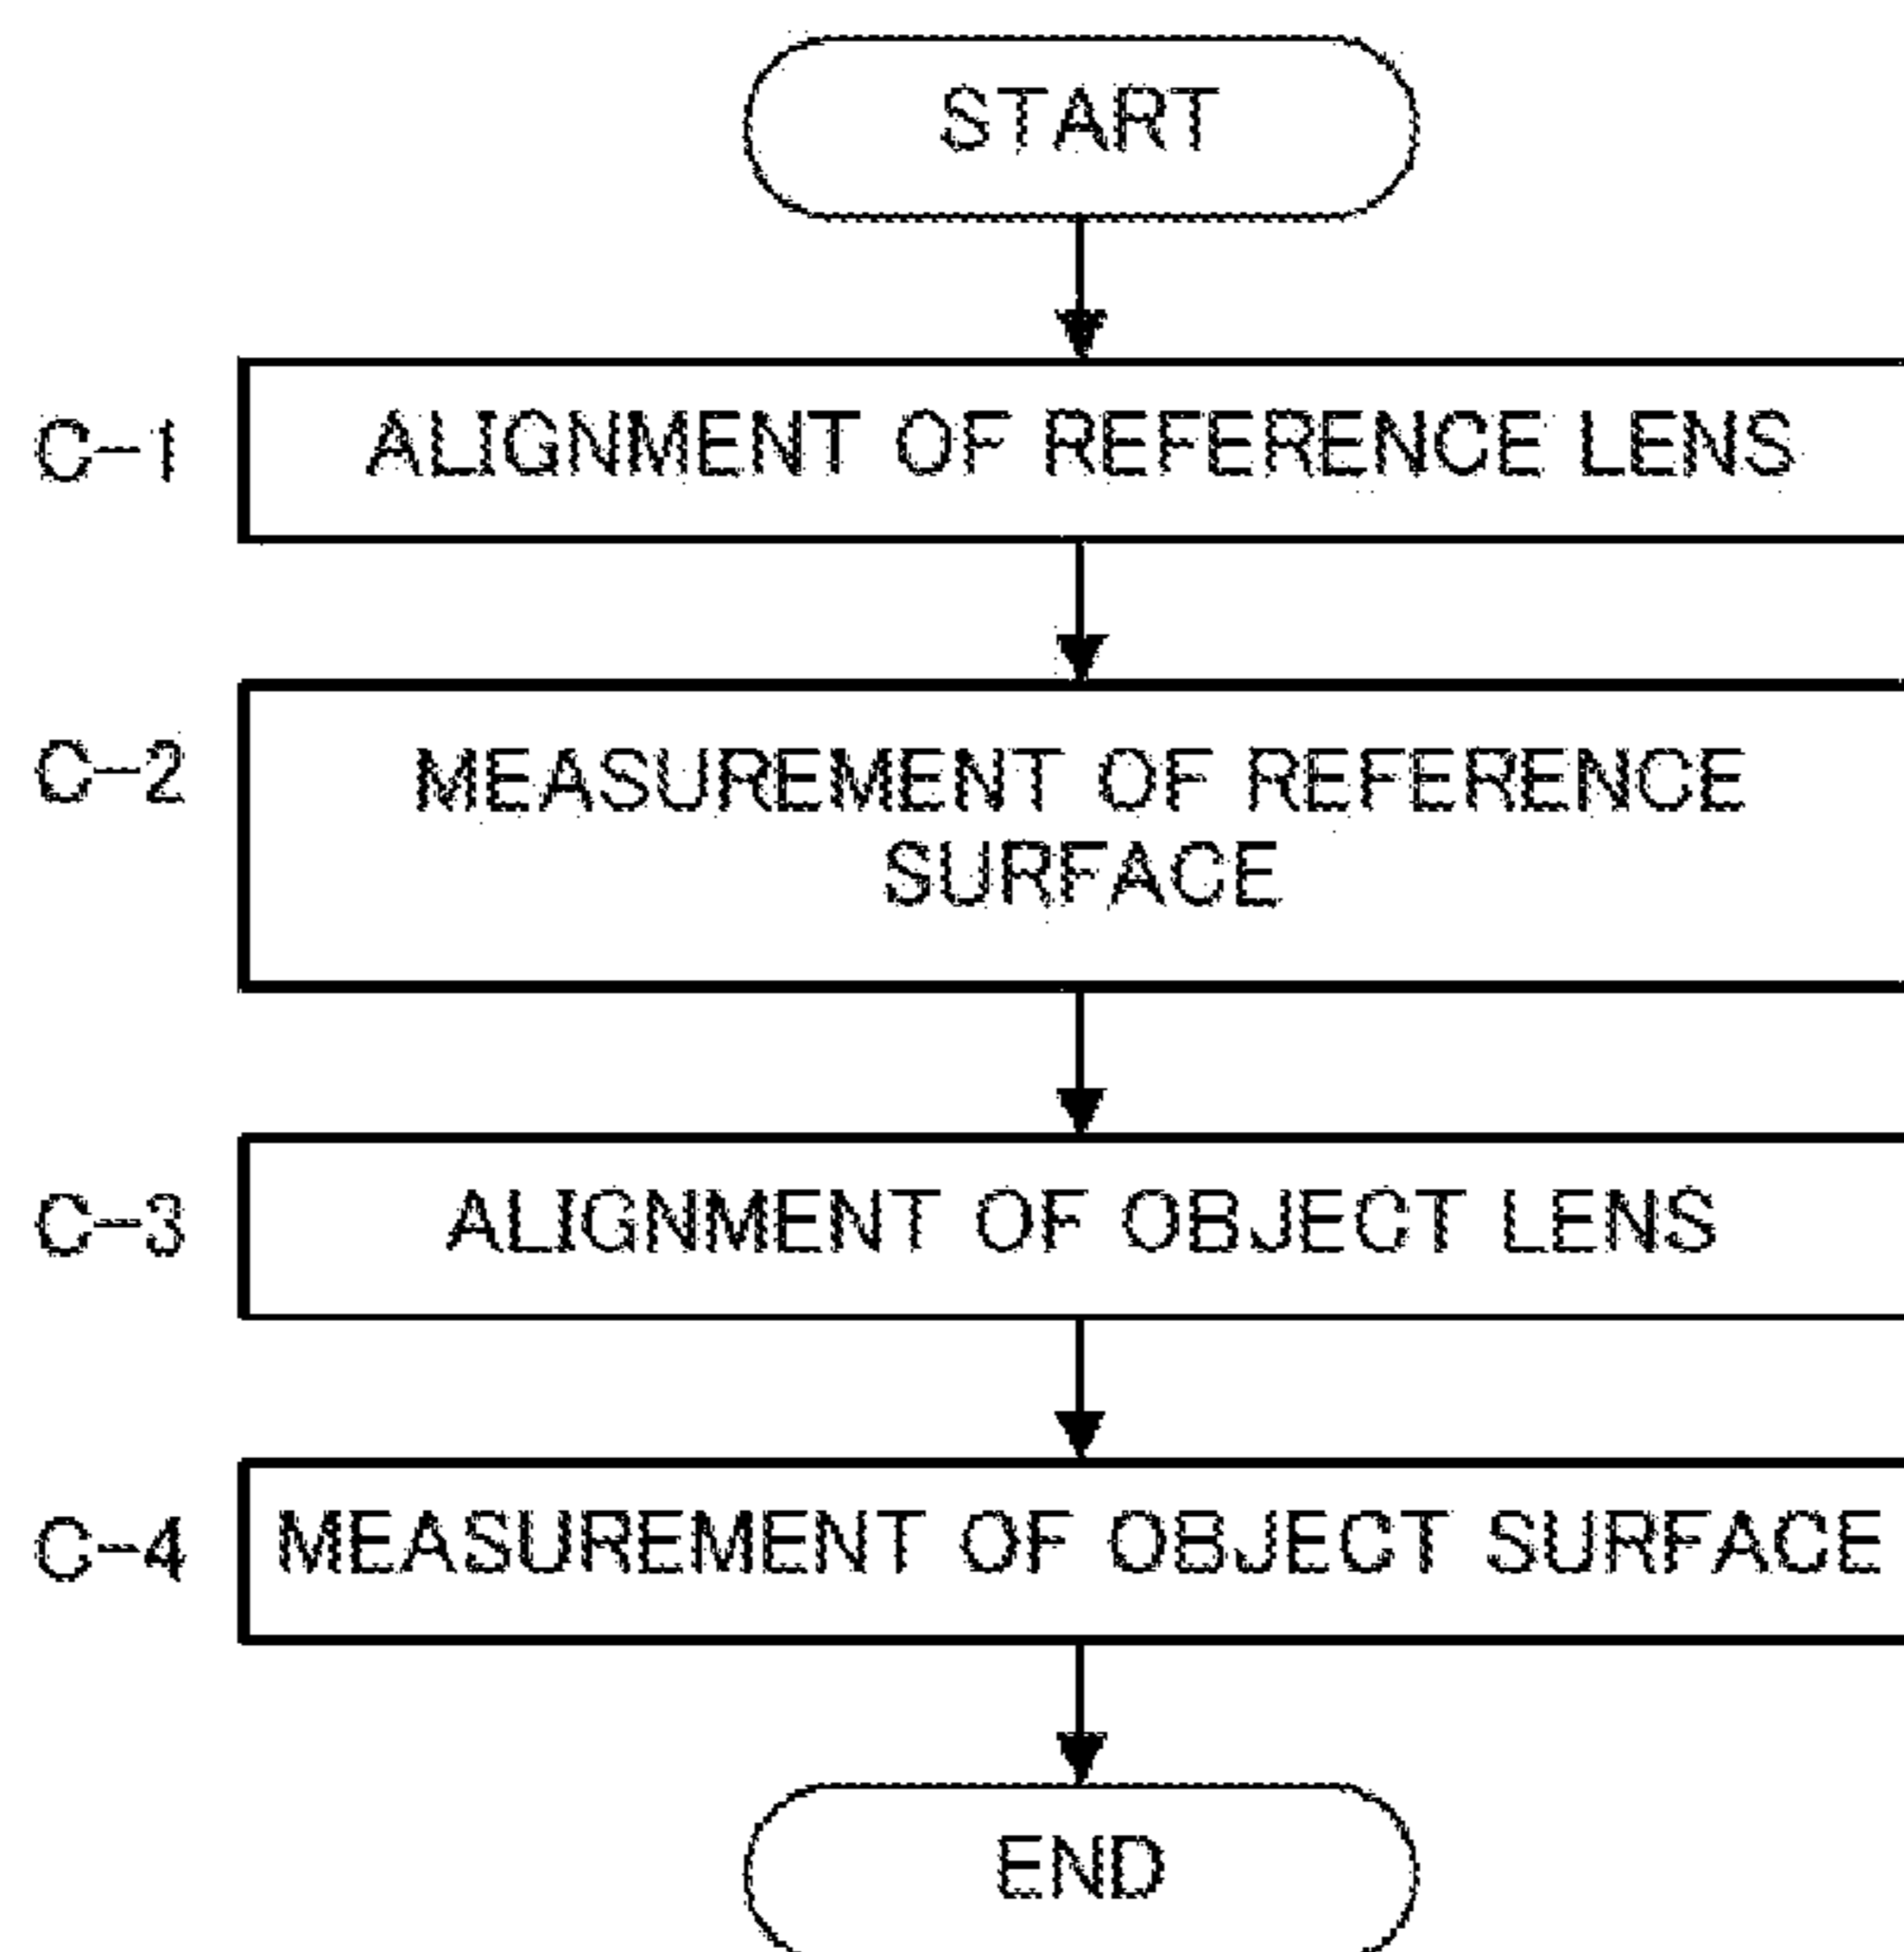 START
C-1 ALIGNMENT OF REFERENCE LENS
C-2 MEASUREMENT OF REFERENCE
SURFACE
C-3 ALIGNMENT OF OBJECT LENS
C-4 MEASUREMENT OF OBJECT SURFACE
END